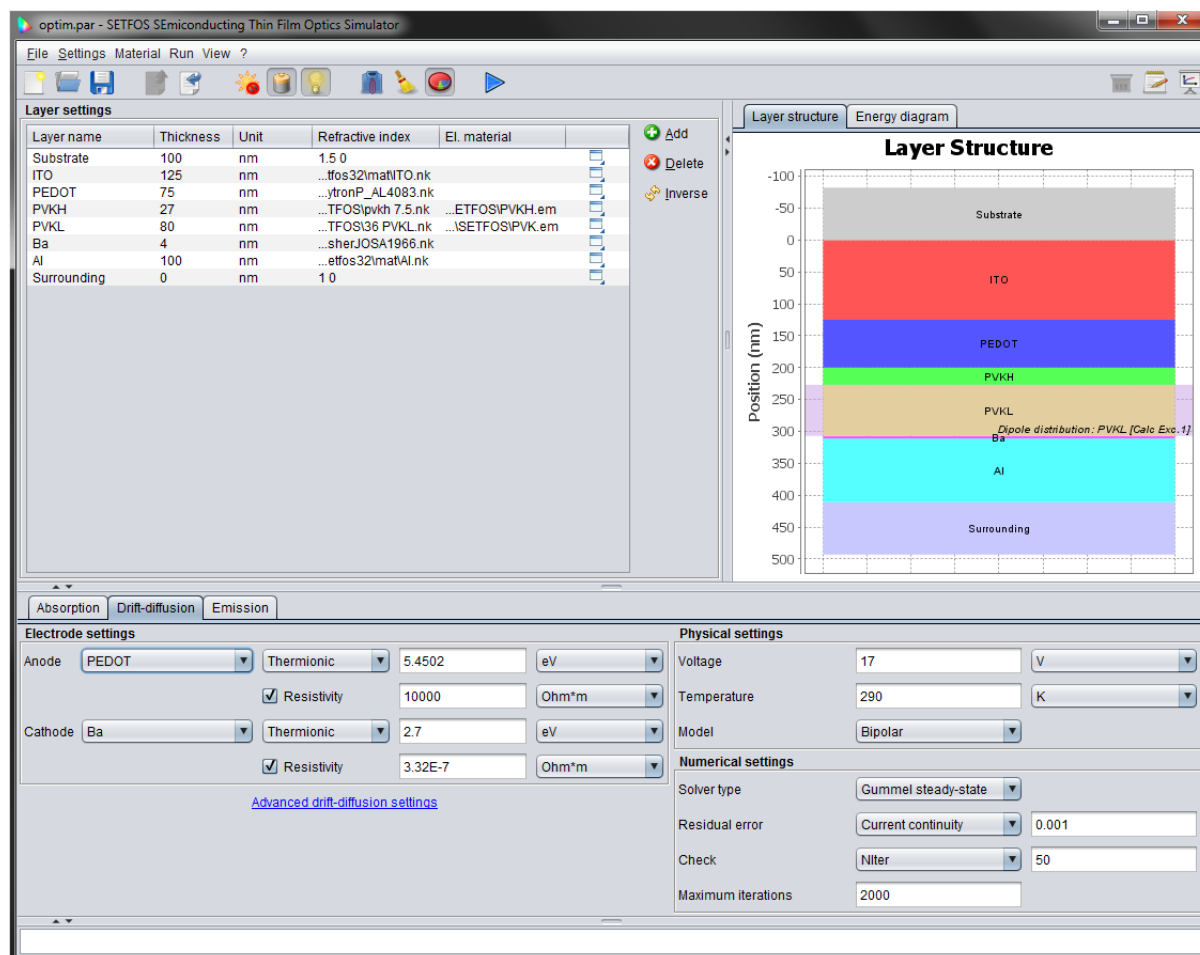 optim.par - SETFOS SEmiconducting Thin Film Optics Simulator
File Settings Material Run View ?
Layer settings
Layer name Thickness Unit Refractive index El. material
Substrate 100 nm 1.5 0
ITO 125 nm ...tfos32\mat\ITO.nk
PEDOT 75 nm ...ytronP_AL4083.nk
PVKH 27 nm ...TFOS\pvkh 7.5.nk ...ETFOS\PVKH.em
PVKL 80 nm ...TFOS\36 PVKL.nk ...\SETFOS\PVK.em
Ba 4 nm ...sherJOSA1966.nk
Al 100 nm ...etfos32\mat\Al.nk
Surrounding 0 nm 1 0
Add
Delete
Inverse
Layer structure Energy diagram
Layer Structure
Position (nm)
-100
-50
0
50
100
150
200
250
300
350
400
450
500
Substrate
ITO
PEDOT
PVKH
PVKL
Dipole distribution: PVKL [Calc Exc.1]
Ba
Al
Surrounding
Absorption Drift-diffusion Emission
Electrode settings
Anode PEDOT Thermionic 5.4502 eV
Resistivity 10000 Ohm*m
Cathode Ba Thermionic 2.7 eV
Resistivity 3.32E-7 Ohm*m
Advanced drift-diffusion settings
Physical settings
Voltage 17 V
Temperature 290 K
Model Bipolar
Numerical settings
Solver type Gummel steady-state
Residual error Current continuity 0.001
Check NIter 50
Maximum iterations 2000